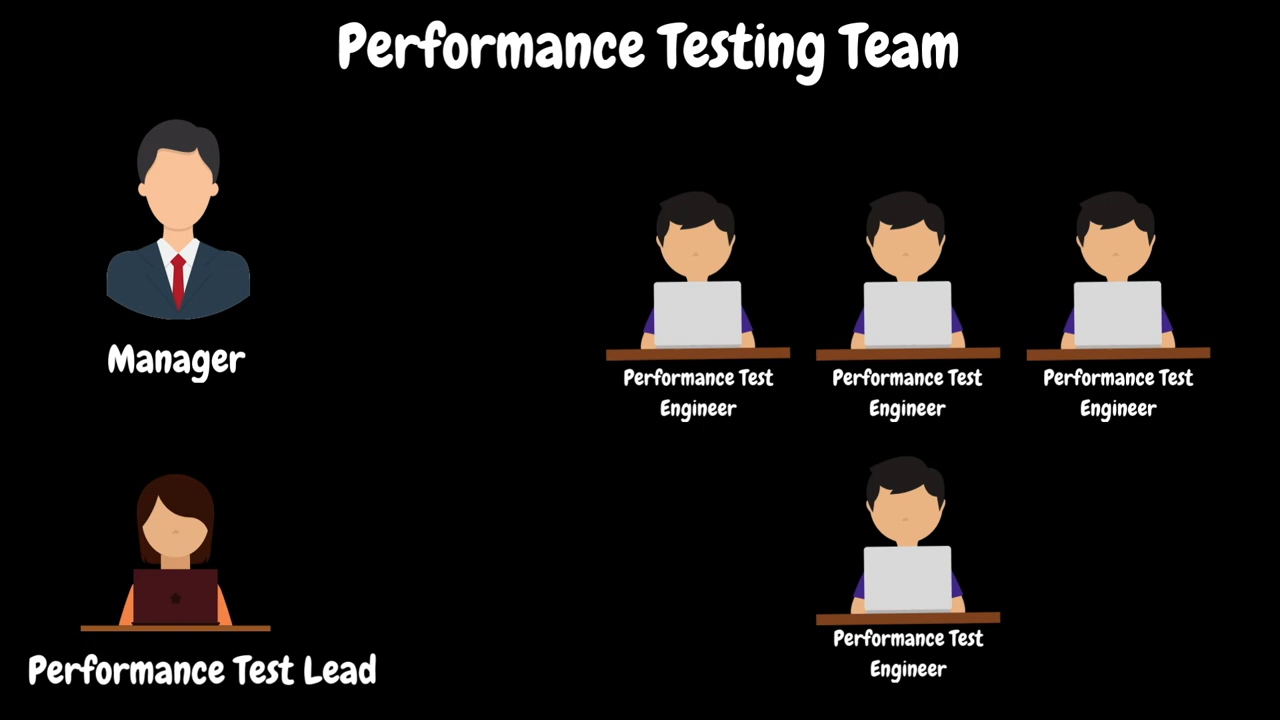 Performance Testing Team
Manager
Performance Test
Engineer
Performance Test
Engineer
Performance Test
Engineer
Performance Test Lead
Performance Test
Engineer